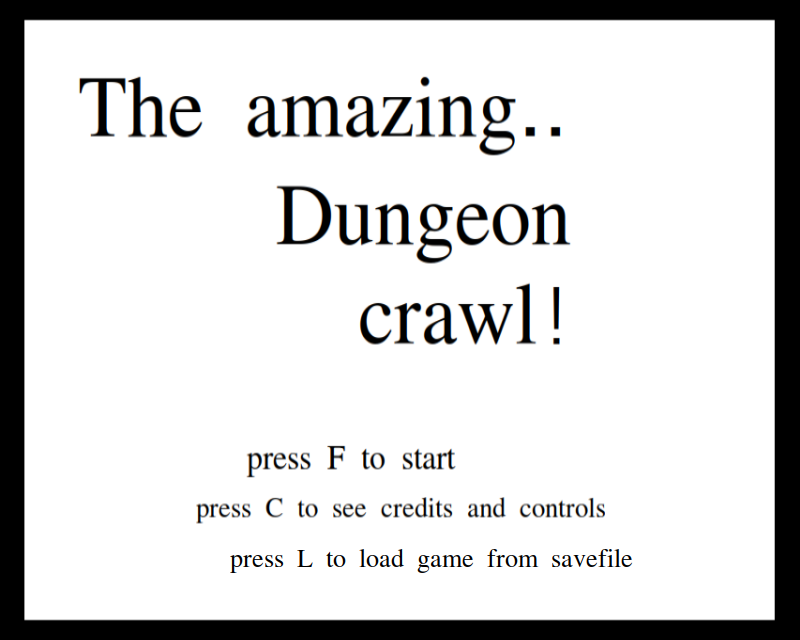 The amazing..
Dungeon
crawl!
press F to start
press C to see credits and controls
press L to load game from savefile